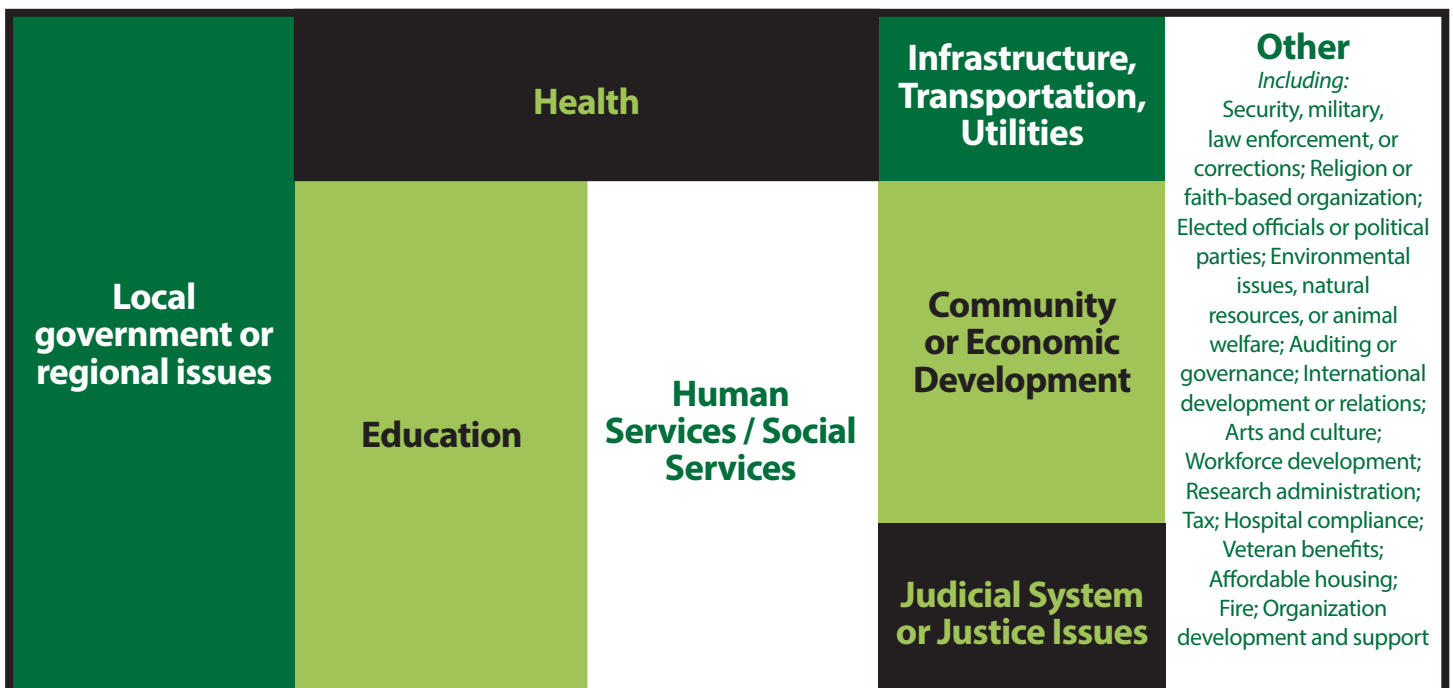 Local
government or
regional issues
Health
Education
Human
Services / Social
Services
Infrastructure,
Transportation,
Utilities
Community
or Economic
Development
Judicial System
or Justice Issues
Other
Including:
Security, military,
law enforcement, or
corrections; Religion or
faith-based organization;
Elected officials or political
parties; Environmental
issues, natural
resources, or animal
welfare; Auditing or
governance; International
development or relations;
Arts and culture;
Workforce development;
Research administration;
Tax; Hospital compliance;
Veteran benefits;
Affordable housing;
Fire; Organization
development and support